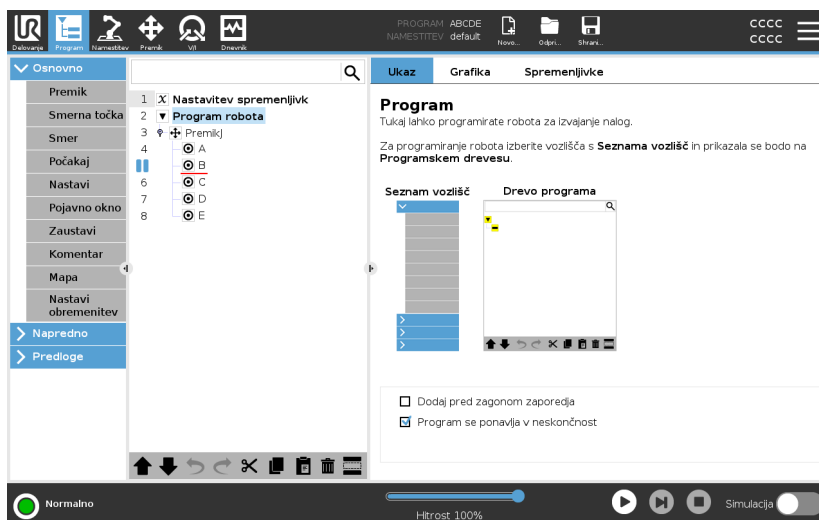 UR
Delovanje
Program
Namestitev
Premik
V/I
Dnevnik
PROGRAM ABCDE
NAMESTITEV default
Novo...
Odpri...
Shrani...
CCCC
CCCC
Osnovno
Premik
Smerna točka
Smer
Počakaj
Nastavi
Pojavno okno
Zaustavi
Komentar
Mapa
Nastavi
obremenitev
Napredno
Predloge
1 X Nastavitev spremenljivk
2 Program robota
3 PremikJ
4 A
B
6 C
7 D
8 E
Ukaz
Grafika
Spremenljivke
Program
Tukaj lahko programirate robota za izvajanje nalog.
Za programiranje robota izberite vozlišča s Seznama vozlišč in prikazala se bodo na
Programskem drevesu.
Seznam vozlišč
Drevo programa
Dodaj pred zagonom zaporedja
Program se ponavlja v neskončnost
Normalno
Hitrost 100%
Simulacija